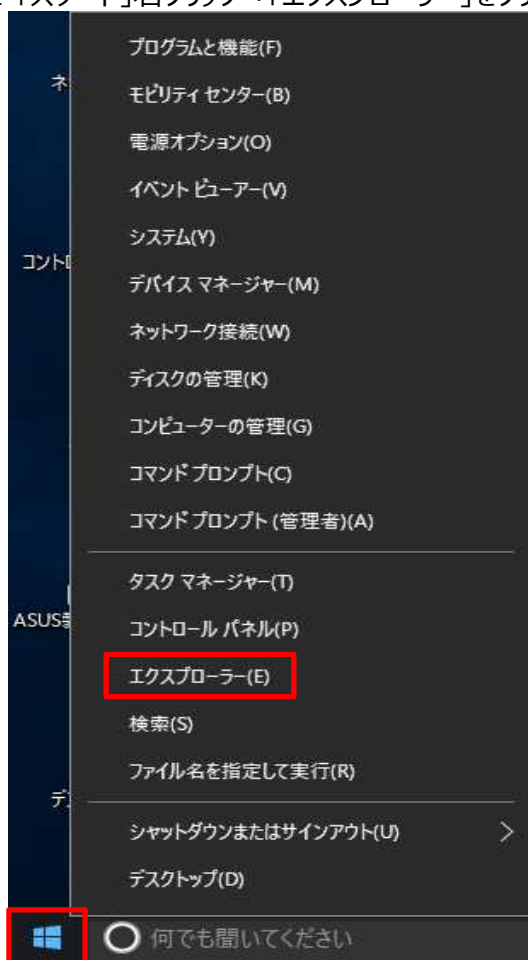 「スタート」右クリック→「エクスプローラー」をクリ
プログラムと機能(F)
モビリティ センター(B)
電源オプション(O)
イベント ビューアー(V)
システム(Y)
デバイス マネージャー(M)
ネットワーク接続(W)
ディスクの管理(K)
コンピューターの管理(G)
コマンド プロンプト(C)
コマンド プロンプト (管理者)(A)
タスク マネージャー(T)
コントロール パネル(P)
エクスプローラー(E)
検索(S)
ファイル名を指定して実行(R)
シャットダウンまたはサインアウト(U)
デスクトップ(D)
ネ
コント
ASUS
デ
何でも聞いてください